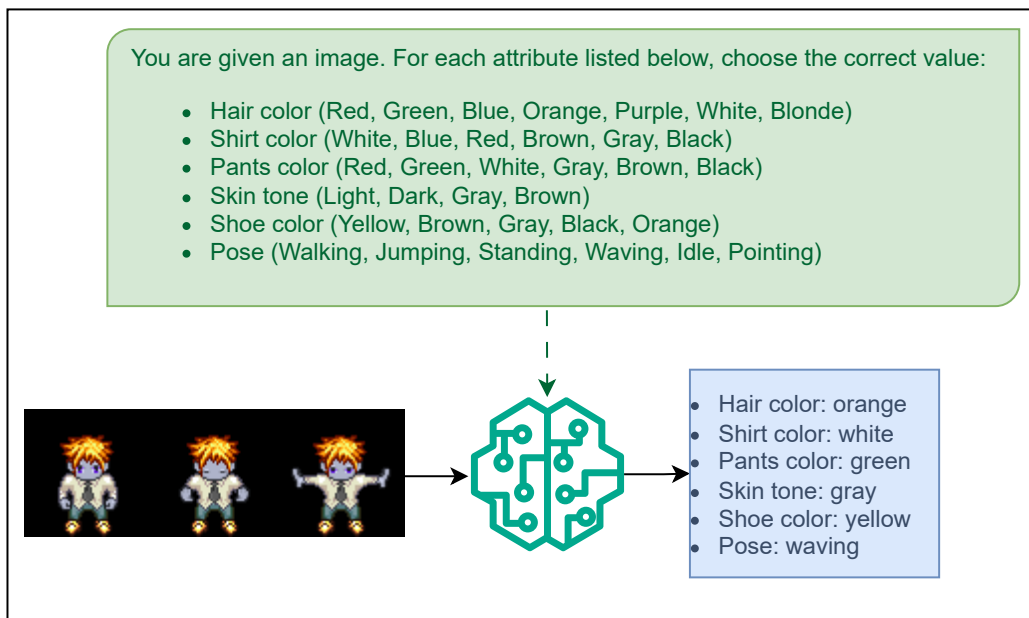 You are given an image. For each attribute listed below, choose the correct value:
• Hair color (Red, Green, Blue, Orange, Purple, White, Blonde)
• Shirt color (White, Blue, Red, Brown, Gray, Black)
• Pants color (Red, Green, White, Gray, Brown, Black)
• Skin tone (Light, Dark, Gray, Brown)
• Shoe color (Yellow, Brown, Gray, Black, Orange)
• Pose (Walking, Jumping, Standing, Waving, Idle, Pointing)
• Hair color: orange
• Shirt color: white
• Pants color: green
• Skin tone: gray
• Shoe color: yellow
• Pose: waving